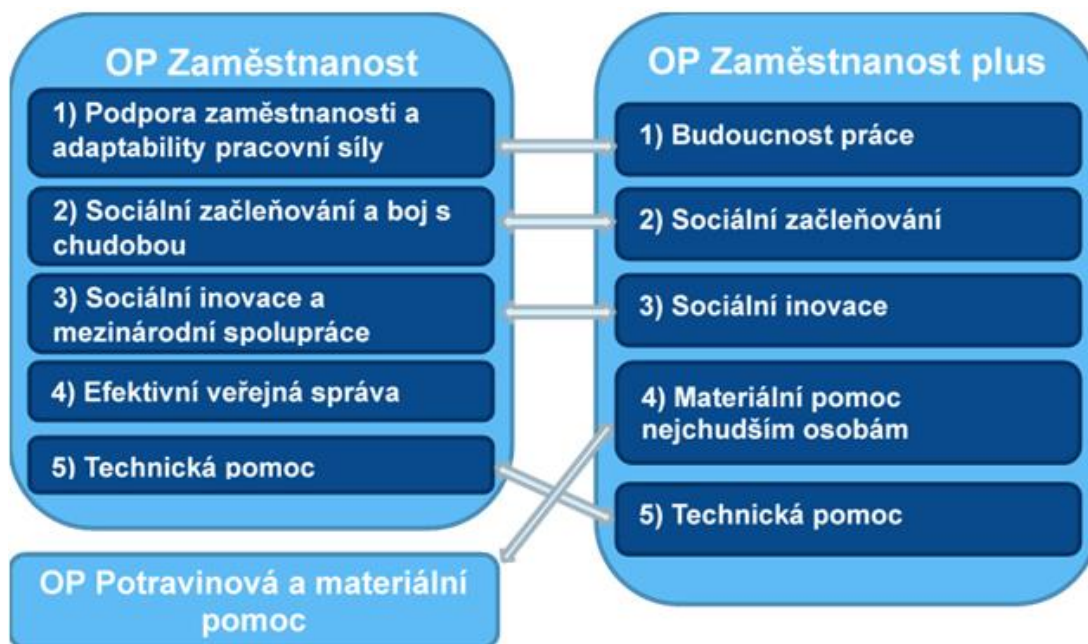 OP Zaměstnanost
1) Podpora zaměstnanosti a
adaptability pracovní síly
2) Sociální začleňování a boj s
chudobou
3) Sociální inovace a
mezinárodní spolupráce
4) Efektivní veřejná správa
5) Technická pomoc
OP Potravinová a materiální
pomoc
OP Zaměstnanost plus
1) Budoucnost práce
2) Sociální začleňování
3) Sociální inovace
4) Materiální pomoc
nejchudším osobám
5) Technická pomoc